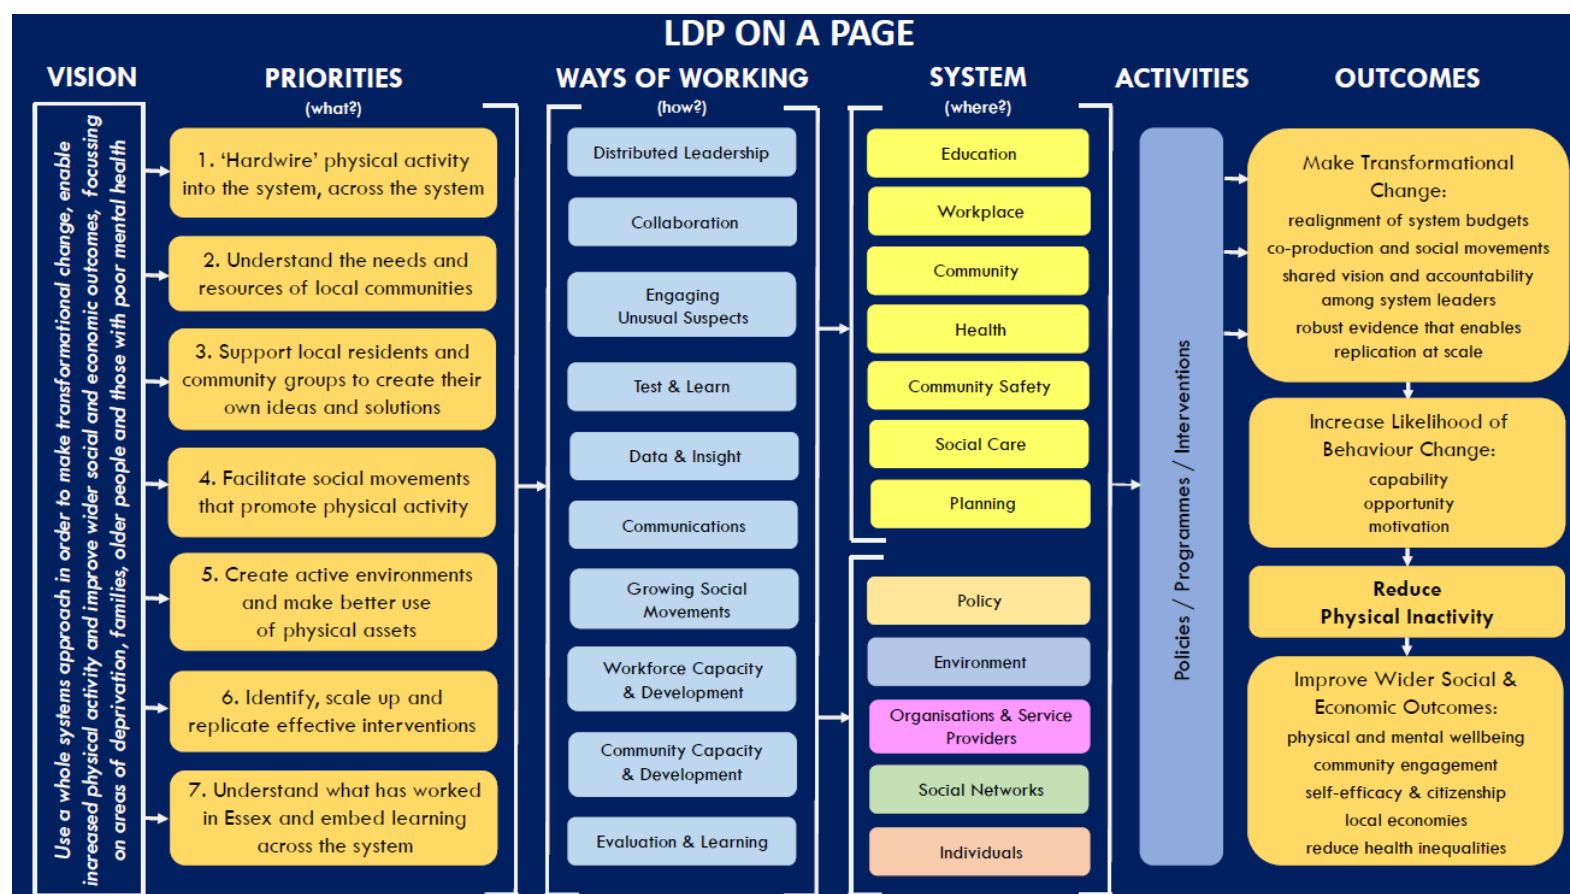 LDP ON A PAGE
VISION
Use a whole systems approach in order to make transformational change, enable
increased physical activity and improve wider social and economic outcomes, focussing
on areas of deprivation, families, older people and those with poor mental health
PRIORITIES
(what?)
1. ‘Hardwire’ physical activity
into the system, across the system
2. Understand the needs and
resources of local communities
3. Support local residents and
community groups to create their
own ideas and solutions
4. Facilitate social movements
that promote physical activity
5. Create active environments
and make better use
of physical assets
6. Identify, scale up and
replicate effective interventions
7. Understand what has worked
in Essex and embed learning
across the system
WAYS OF WORKING
(how?)
Distributed Leadership
Collaboration
Engaging
Unusual Suspects
Test & Learn
Data & Insight
Communications
Growing Social
Movements
Workforce Capacity
& Development
Community Capacity
& Development
Evaluation & Learning
SYSTEM
(where?)
Education
Workplace
Community
Health
Community Safety
Social Care
Planning
Policy
Environment
Organisations & Service
Providers
Social Networks
Individuals
ACTIVITIES
Policies / Programmes / Interventions
OUTCOMES
Make Transformational
Change:
realignment of system budgets
co-production and social movements
shared vision and accountability
among system leaders
robust evidence that enables
replication at scale
Increase Likelihood of
Behaviour Change:
capability
opportunity
motivation
Reduce
Physical Inactivity
Improve Wider Social &
Economic Outcomes:
physical and mental wellbeing
community engagement
self-efficacy & citizenship
local economies
reduce health inequalities